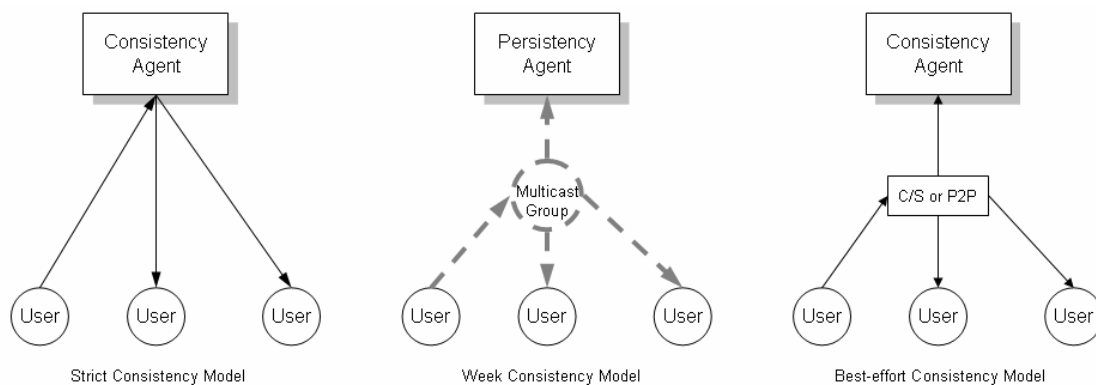 Consistency
Agent
Persistency
Agent
Consistency
Agent
Multicast
Group
C/S or P2P
User
User
User
User
User
User
User
User
User
Strict Consistency Model
Week Consistency Model
Best-effort Consistency Model